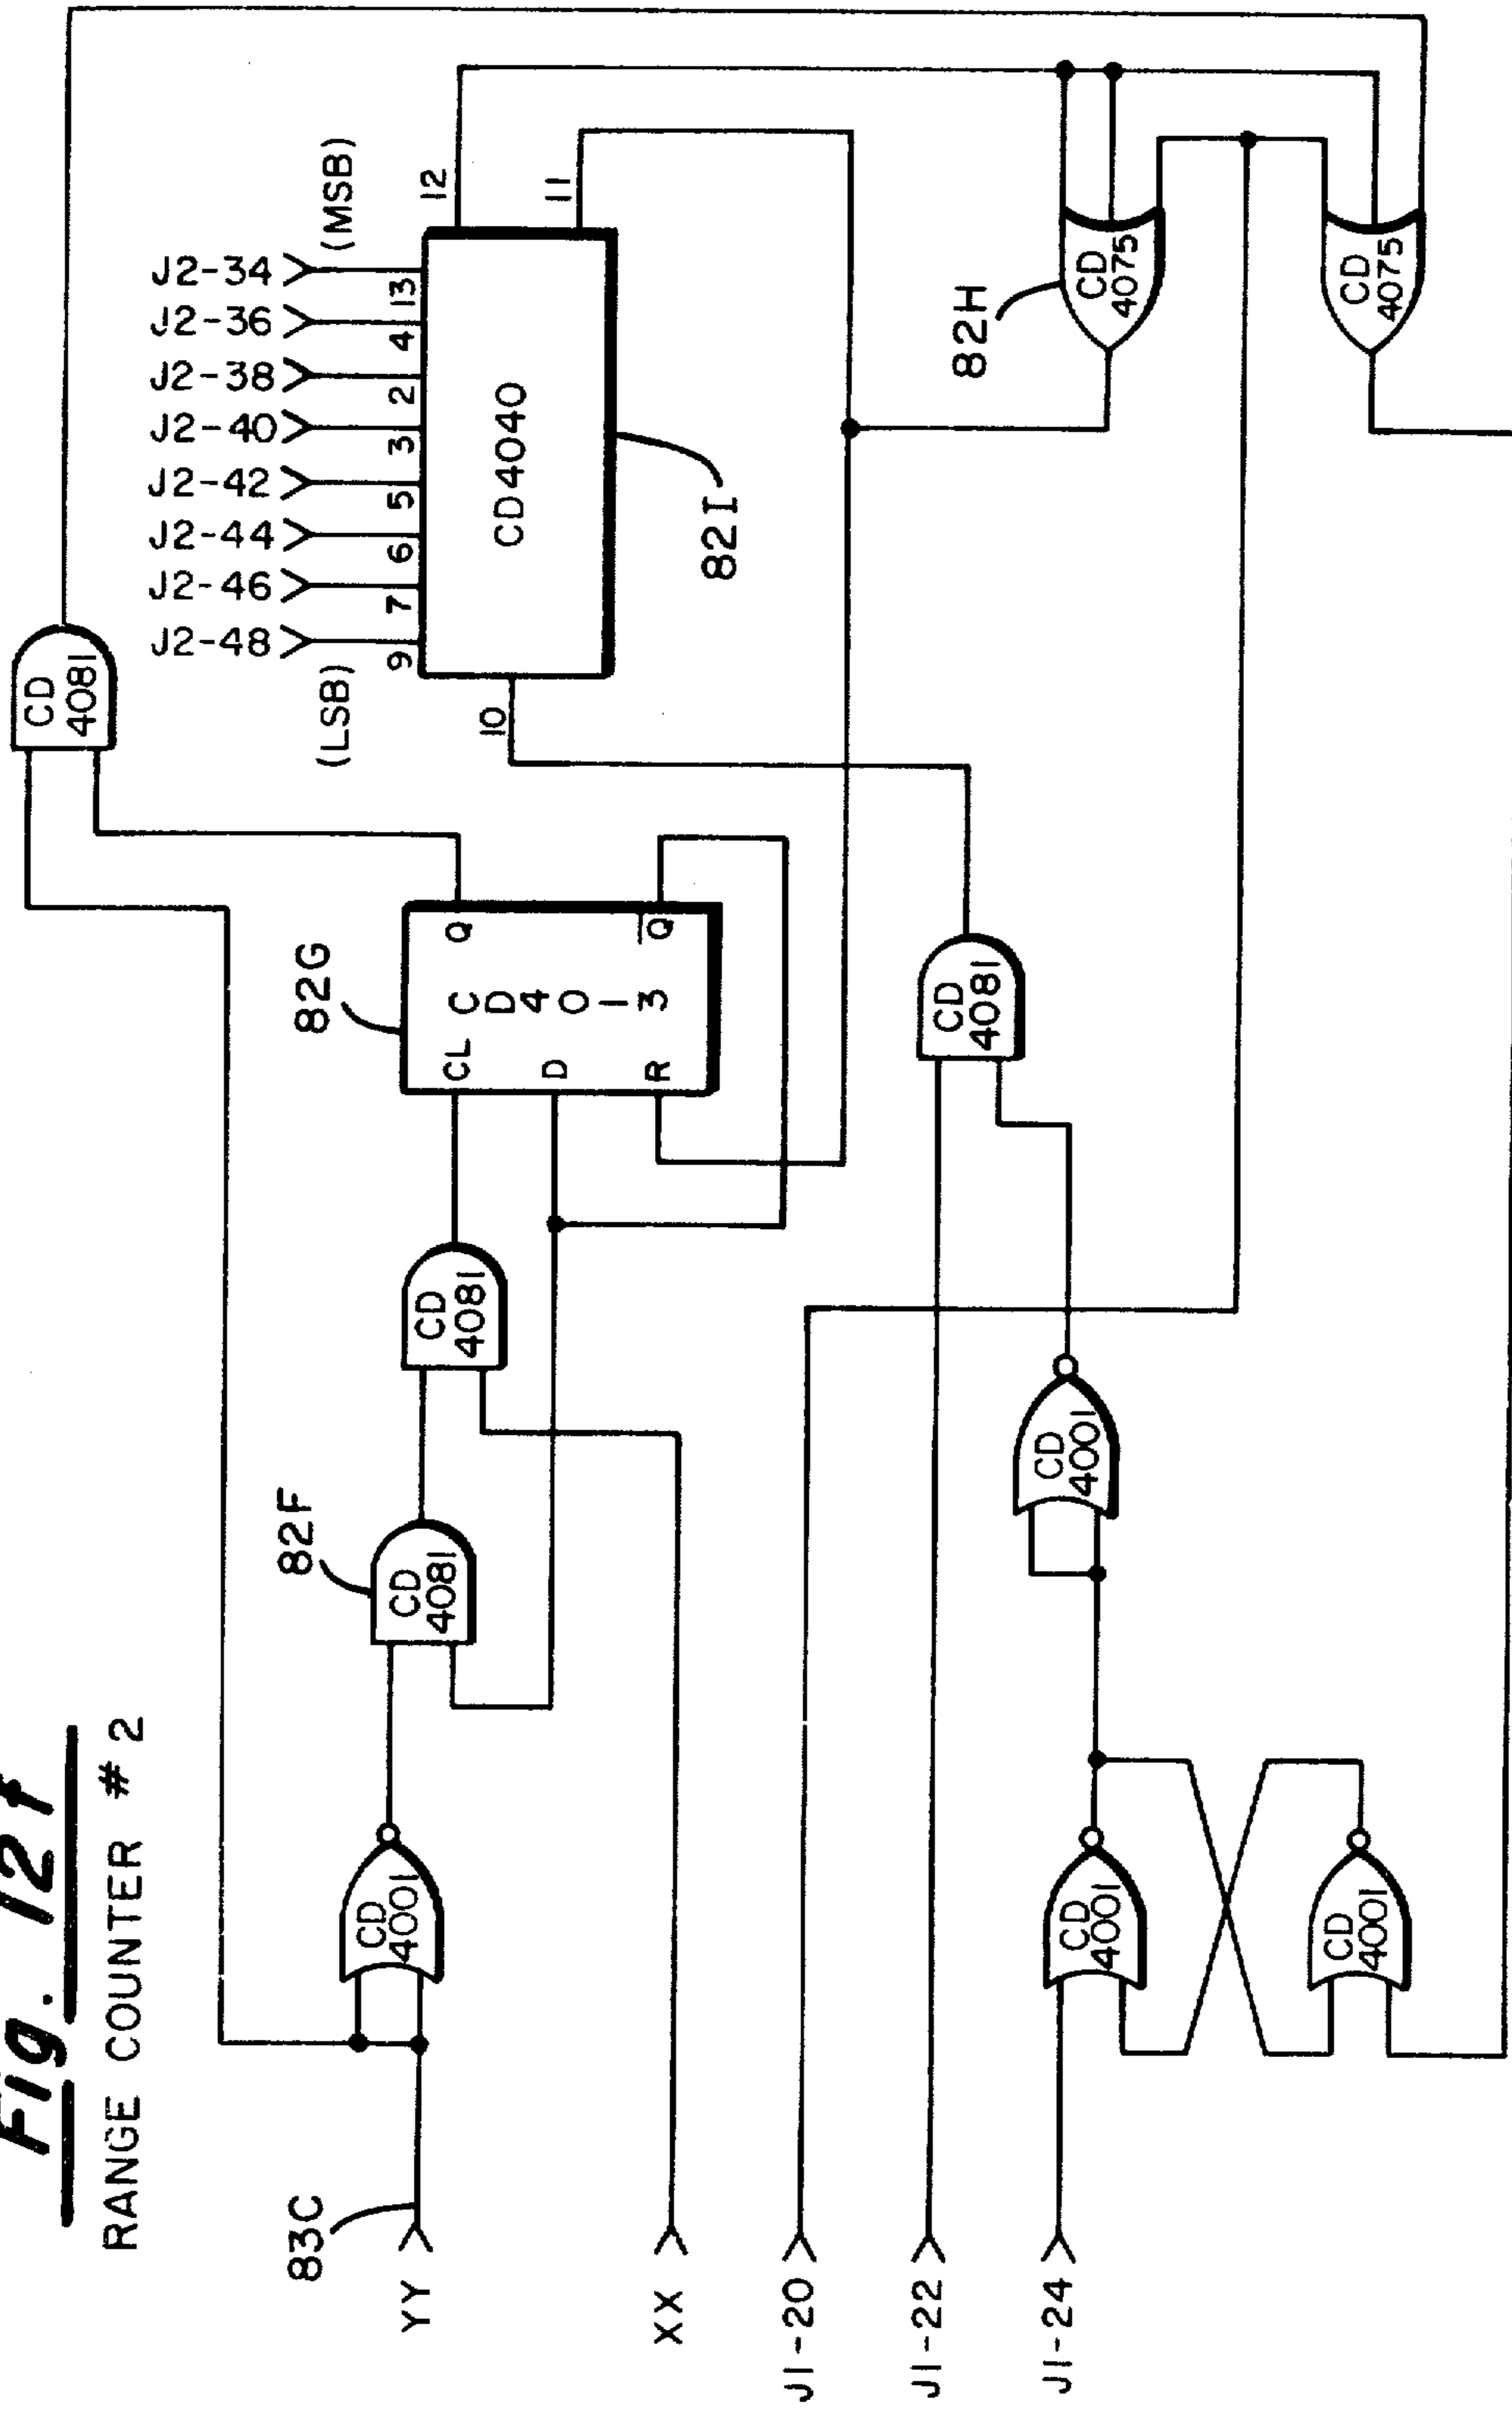 Fig. 12f
RANGE COUNTER #2
83C
YY
XX
J1-20
J1-22
J1-24
CD
4001
82F
CD
4081
CD
4081
82G
CL
D
R
CD4013
Q
Q
CD
4081
J2-48
J2-46
J2-44
J2-42
J2-40
J2-38
J2-36
J2-34
(LSB)
(MSB)
9
7
6
5
3
2
4
13
10
CD4040
12
11
82I
CD
4001
CD
4001
CD
4001
CD
4081
82H
CD
4075
CD
4075